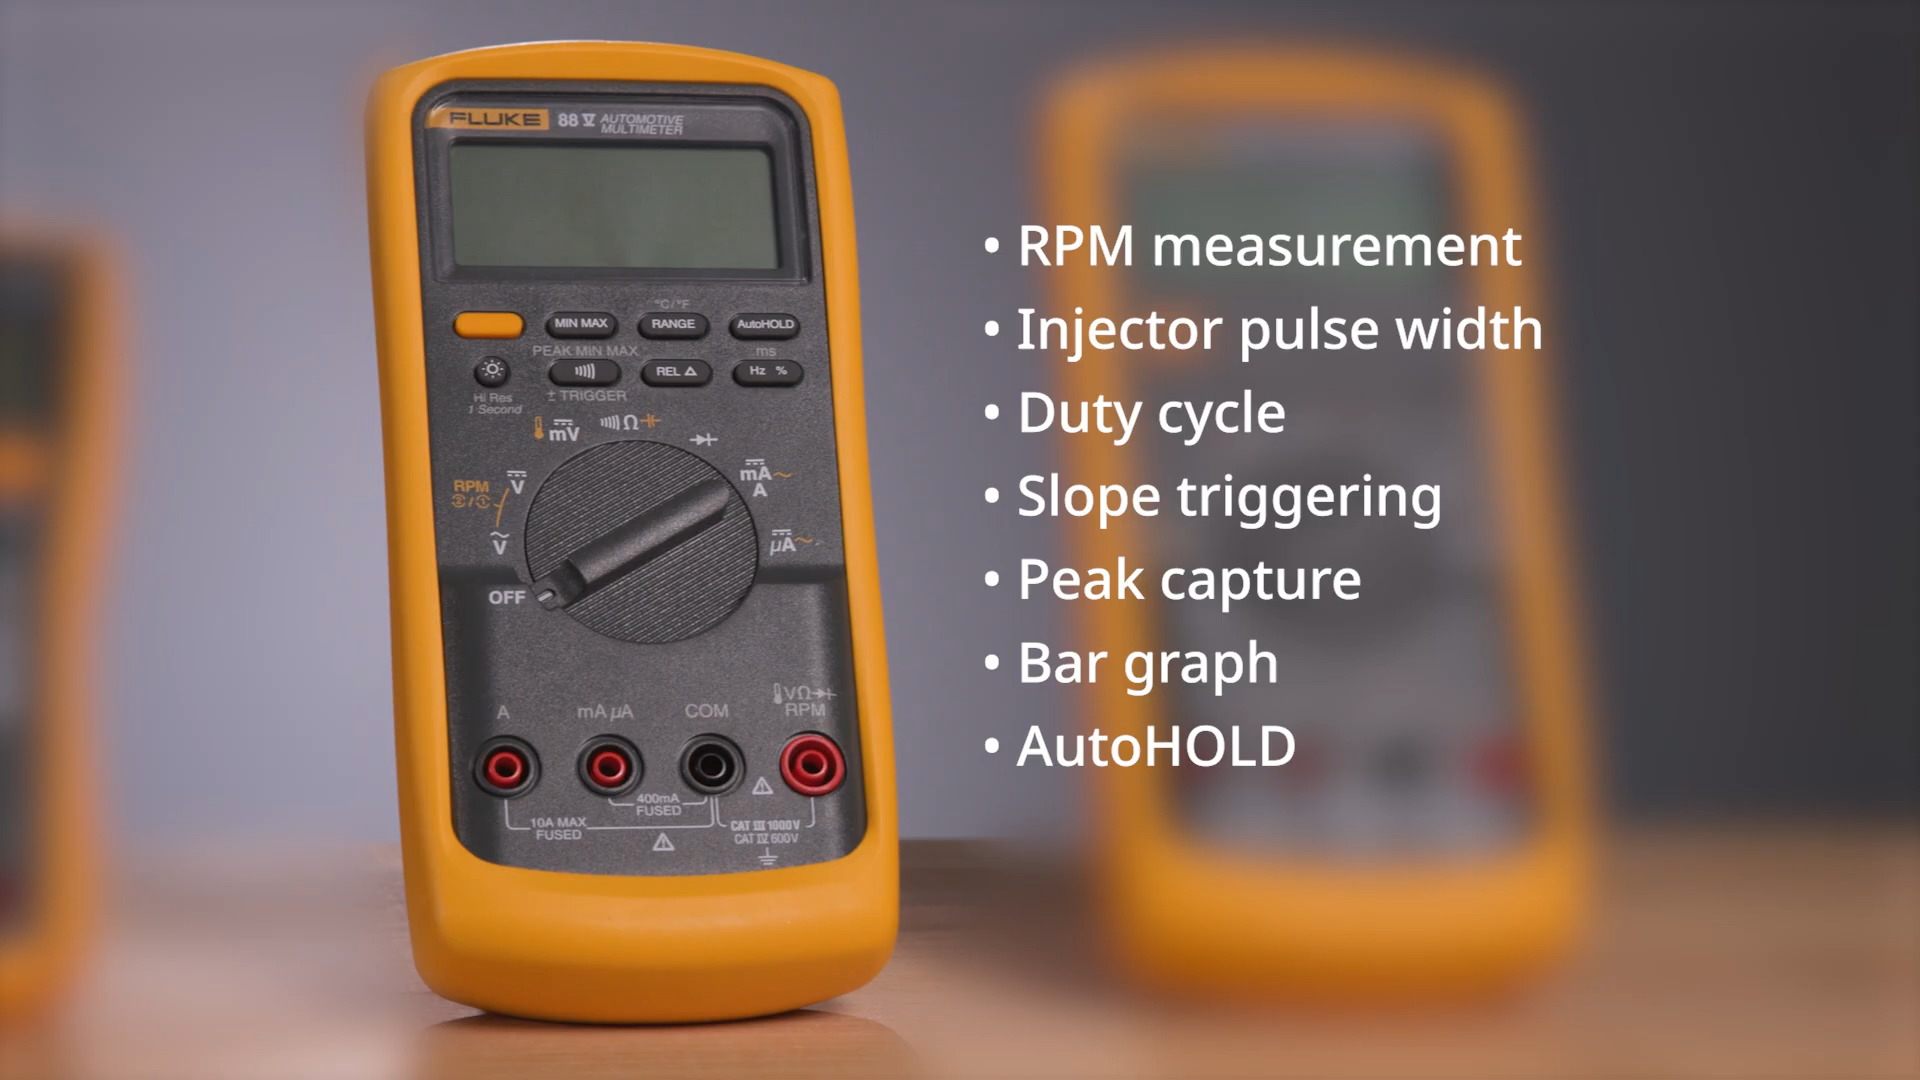 FLUKE 88 V AUTOMOTIVE MULTIMETER
°C/°F
MIN MAX RANGE AutoHOLD
PEAK MIN MAX ms
REL Δ Hz %
Hi Res
1 Second
± TRIGGER
mV Ω
RPM V
mA
A
V
µA
OFF
A mA µA COM VΩ
RPM
400mA
FUSED
10A MAX
FUSED
CAT III 1000V
CAT IV 600V
• RPM measurement
• Injector pulse width
• Duty cycle
• Slope triggering
• Peak capture
• Bar graph
• AutoHOLD